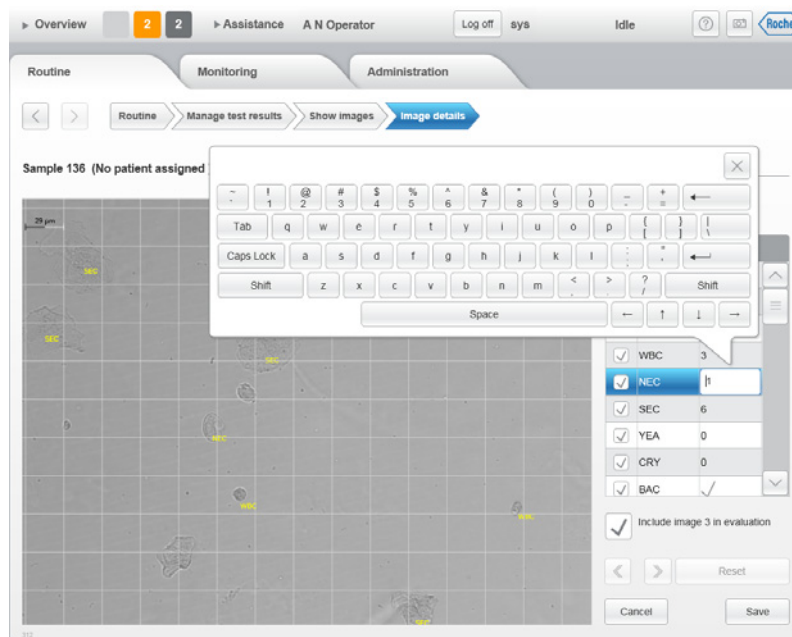 Overview 2 2 Assistance A N Operator Log off sys Idle ? Roche
Routine Monitoring Administration
Routine Manage test results Show images Image details
Sample 136 (No patient assigned
~ ! @ # $ % ^ & * ( ) _ +
` 1 2 3 4 5 6 7 8 9 0 - =
Tab q w e r t y i u o p { } |
[ ] \
Caps Lock a s d f g h j k l : "
; '
Shift z x c v b n m < > ? Shift
, . /
Space ← ↑ ↓ →
29 µm
SEC
SEC
SEC
NEC
WBC
WBC
SEC
WBC 3
NEC 1
SEC 6
YEA 0
CRY 0
BAC
Include image 3 in evaluation
Reset
Cancel Save